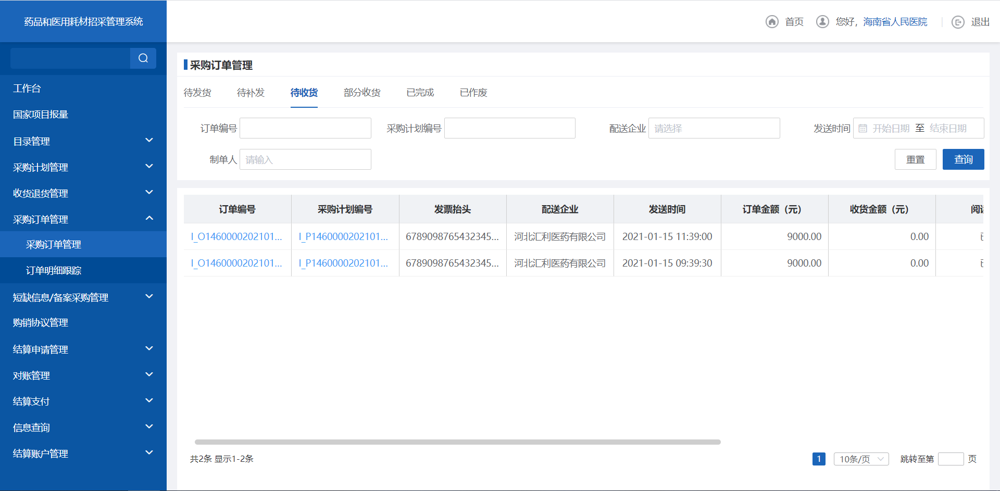 药品和医用耗材招采管理系统
首页
您好，海南省人民医院
退出
工作台
国家项目报量
目录管理
采购计划管理
收货退货管理
采购订单管理
采购订单管理
订单明细跟踪
短缺信息/备案采购管理
购销协议管理
结算申请管理
对账管理
结算支付
信息查询
结算账户管理
采购订单管理
待发货 待补发 待收货 部分收货 已完成 已作废
订单编号 采购计划编号 配送企业 请选择 发送时间 开始日期 至 结束日期
制单人 请输入 重置 查询
订单编号 采购计划编号 发票抬头 配送企业 发送时间 订单金额（元） 收货金额（元）
I_O1460000202101... I_P1460000202101... 6789098765432345... 河北汇利医药有限公司 2021-01-15 11:39:00 9000.00 0.00
I_O1460000202101... I_P1460000202101... 6789098765432345... 河北汇利医药有限公司 2021-01-15 09:39:30 9000.00 0.00
共2条 显示1-2条 1 10条/页 跳转至第 页